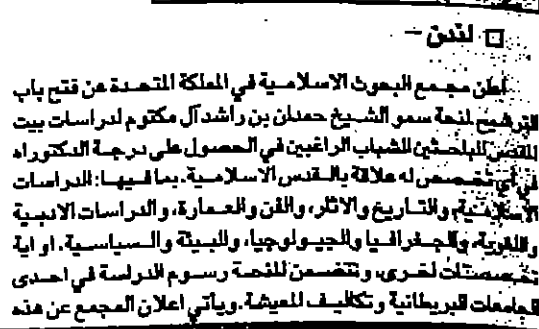 □ لندن –
أعلن مجمع البحوث الاسلامية في المملكة المتحدة عن فتح باب
الترشيح لمنحة سمو الشيخ حمدان بن راشد آل مكتوم لدراسات بيت
المقدس للباحثين الشباب الراغبين في الحصول على درجة الدكتوراه
في أي تخصص له علاقة بالقدس الاسلامية. بما فيها: الدراسات
الاسلامية، والتاريخ والاثار، والفن والعمارة، والدراسات الادبية
واللغوية، والجغرافيا والجيولوجيا، والبيئة والسياسية. او اية
تخصصات اخرى، وتتضمن المنحة رسوم الدراسة في احدى
الجامعات البريطانية وتكاليف المعيشة. ويأتي اعلان المجمع عن هذه